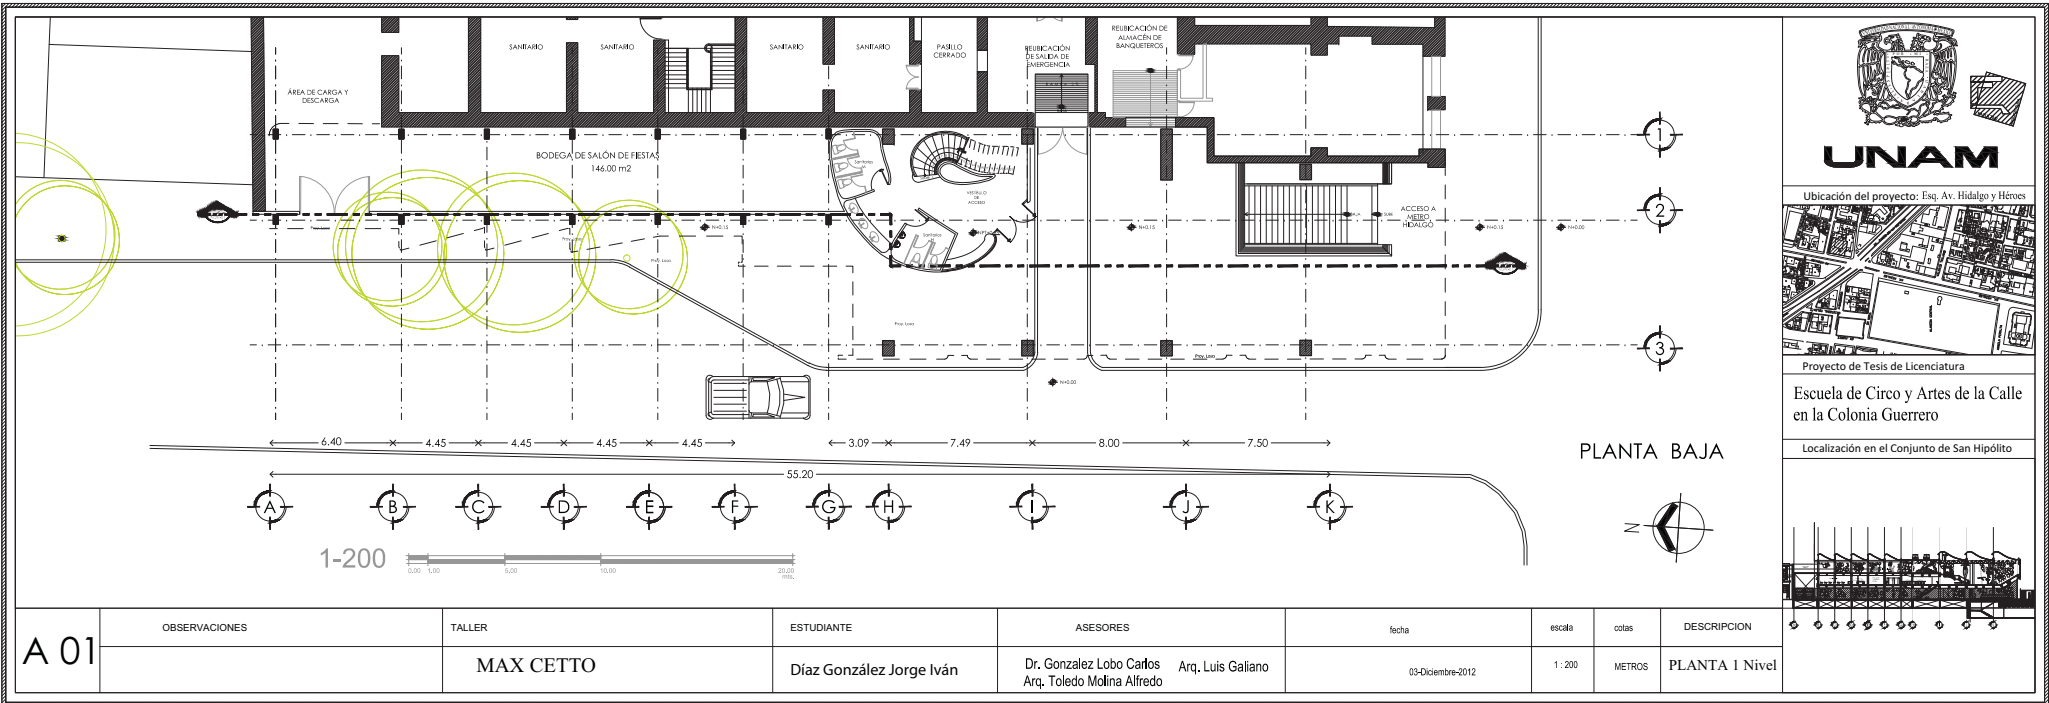 SANITARIO
SANITARIO
SANITARIO
SANITARIO
PASILLO
CERRADO
REUBICACIÓN
DE SALIDA DE
EMERGENCIA
REUBICACIÓN DE
ALMACÉN DE
BANQUETEROS
ÁREA DE CARGA Y
DESCARGA
BODEGA DE SALÓN DE FIESTAS
146.00 m2
Sanitarios
VESTÍBULO
DE
ACCESO
Sanitarios
ACCESO A
METRO
HIDALGO
BAJA
SUBE
N+0.15
N+0.15
N+0.15
N+0.00
N+0.00
Proy. Losa
Proy. Losa
Proy. Losa
Proy. Losa
Proy. Losa
1
2
3
6.40
4.45
4.45
4.45
4.45
3.09
7.49
8.00
7.50
55.20
A
B
C
D
E
F
G
H
I
J
K
PLANTA BAJA
N
1-200
0.00
1.00
5.00
10.00
20.00
mts.
UNAM
Ubicación del proyecto: Esq. Av. Hidalgo y Héroes
Proyecto de Tesis de Licenciatura
Escuela de Circo y Artes de la Calle
en la Colonia Guerrero
Localización en el Conjunto de San Hipólito
A 01
OBSERVACIONES
TALLER
MAX CETTO
ESTUDIANTE
Díaz González Jorge Iván
ASESORES
Dr. Gonzalez Lobo Carlos
Arq. Luis Galiano
Arq. Toledo Molina Alfredo
fecha
03-Diciembre-2012
escala
1 : 200
cotas
METROS
DESCRIPCION
PLANTA 1 Nivel